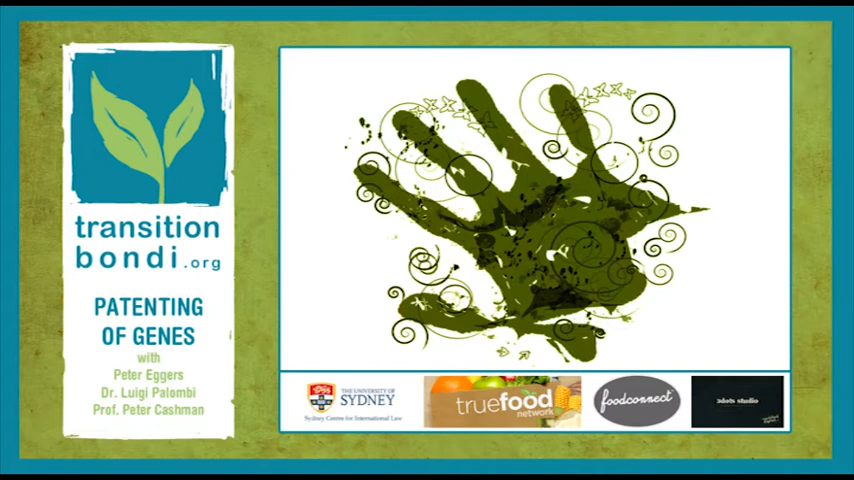 transition
bondi.org
PATENTING
OF GENES
with
Peter Eggers
Dr. Luigi Palombi
Prof. Peter Cashman
THE UNIVERSITY OF
SYDNEY
Sydney Centre for International Law
truefood
network
foodconnect
3dots studio